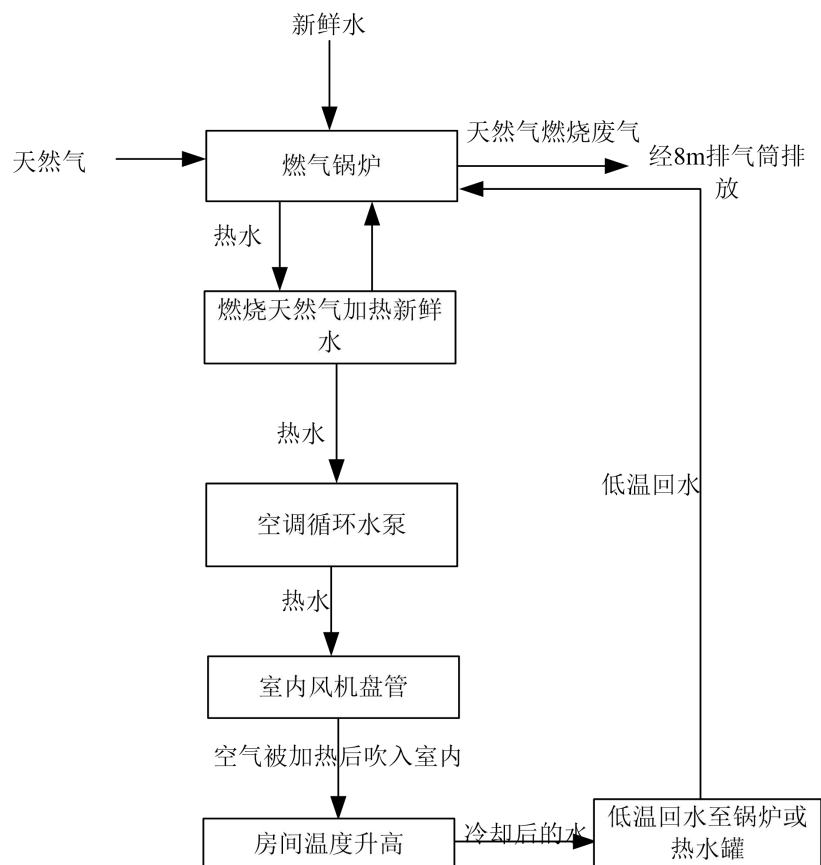 新鲜水
天然气燃烧废气
天然气
燃气锅炉
经8m排气筒排
放
热水
燃烧天然气加热新鲜
水
热水
低温回水
空调循环水泵
热水
室内风机盘管
空气被加热后吹入室内
房间温度升高
冷却后的水
低温回水至锅炉或
热水罐